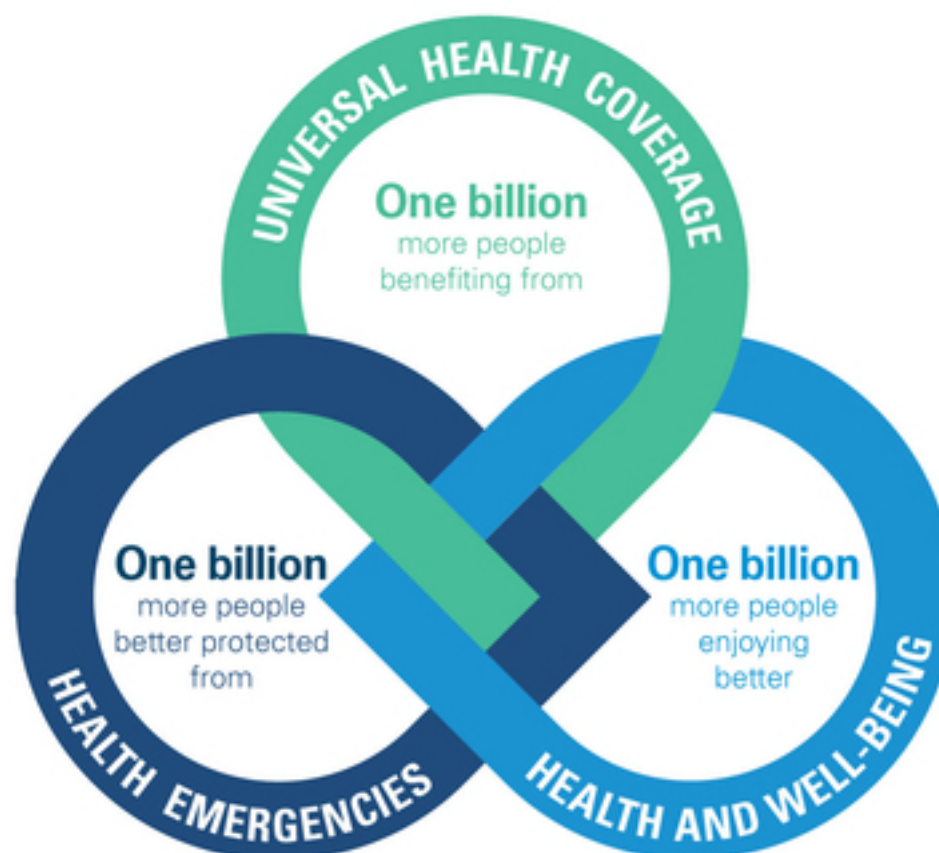 UNIVERSAL HEALTH COVERAGE
One billion
more people
benefiting from
One billion
more people
better protected
from
HEALTH EMERGENCIES
One billion
more people
enjoying
better
HEALTH AND WELL-BEING